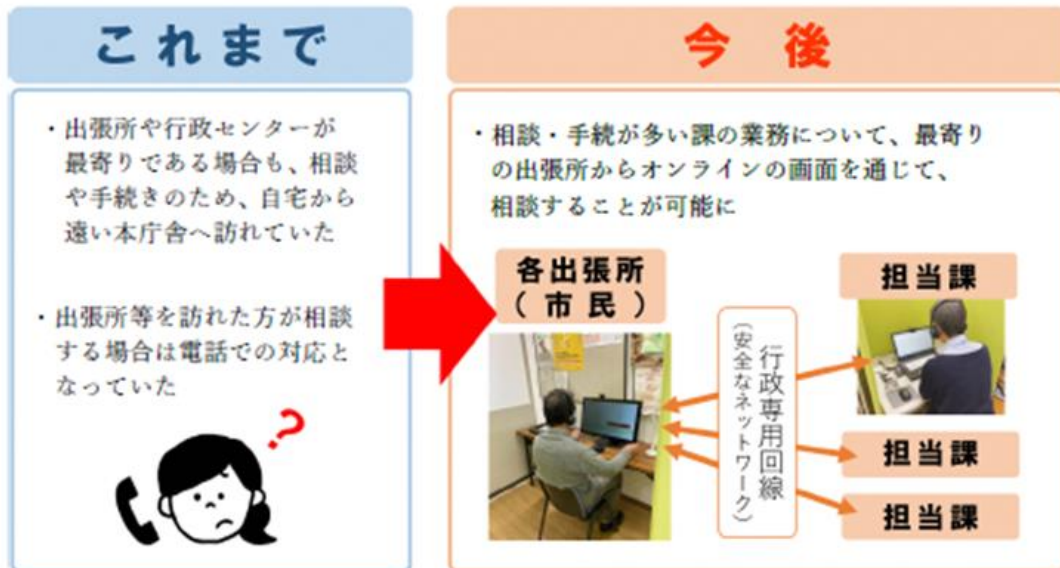 これまで
・出張所や行政センターが
最寄りである場合も、相談
や手続きのため、自宅から
遠い本庁舎へ訪れていた
・出張所等を訪れた方が相談
する場合は電話での対応と
なっていた
?
今後
・相談・手続が多い課の業務について、最寄り
の出張所からオンラインの画面を通じて、
相談することが可能に
各出張所
(市民)
行政専用回線
(安全なネットワーク)
担当課
担当課
担当課